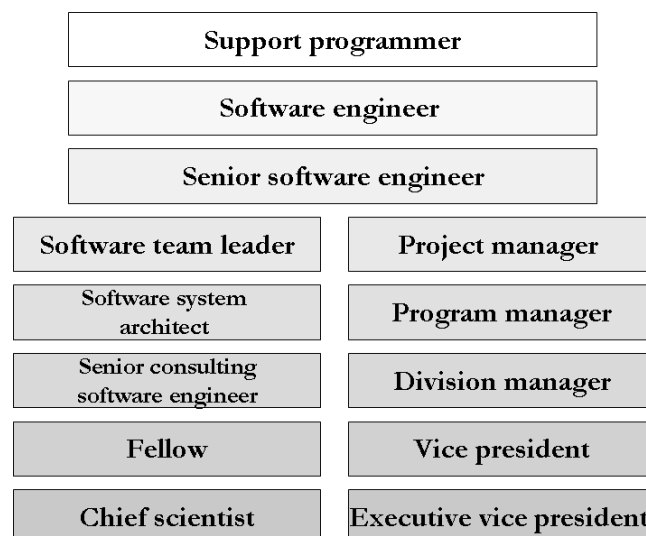 Support programmer
Software engineer
Senior software engineer
Software team leader
Project manager
Software system
architect
Program manager
Senior consulting
software engineer
Division manager
Fellow
Vice president
Chief scientist
Executive vice president